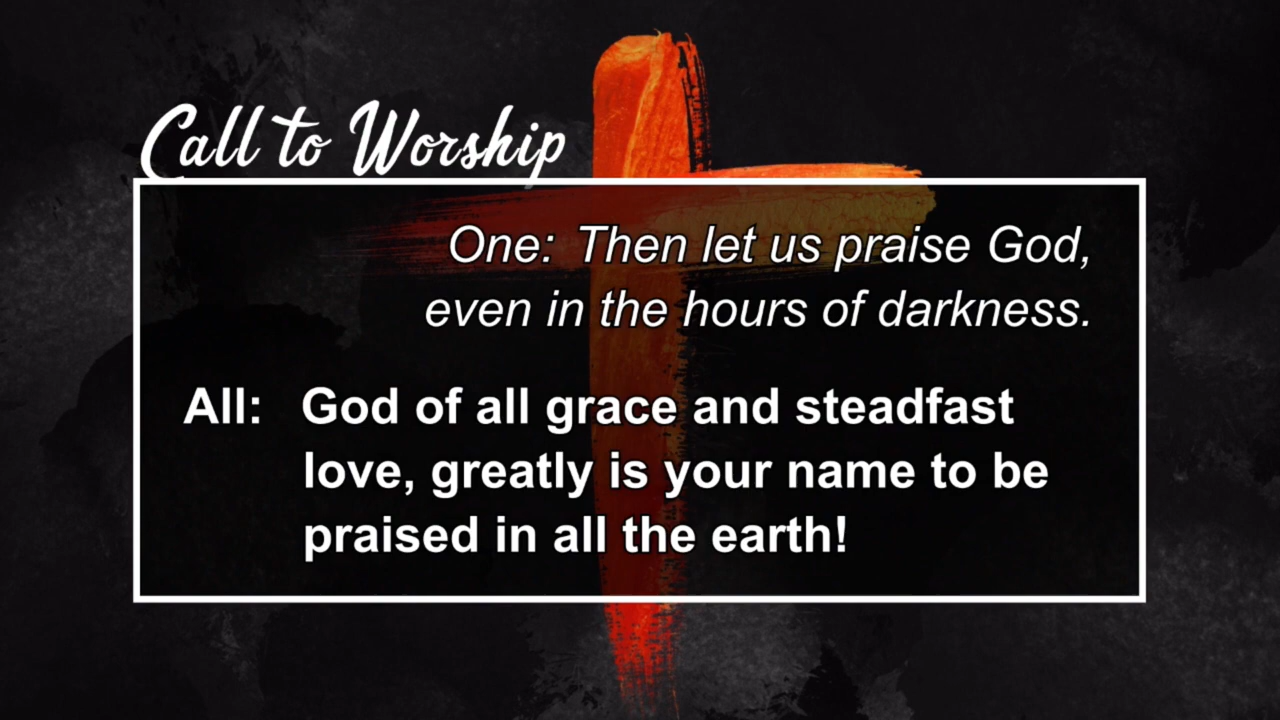 Call to Worship
One: Then let us praise God,
even in the hours of darkness.
All: God of all grace and steadfast
love, greatly is your name to be
praised in all the earth!